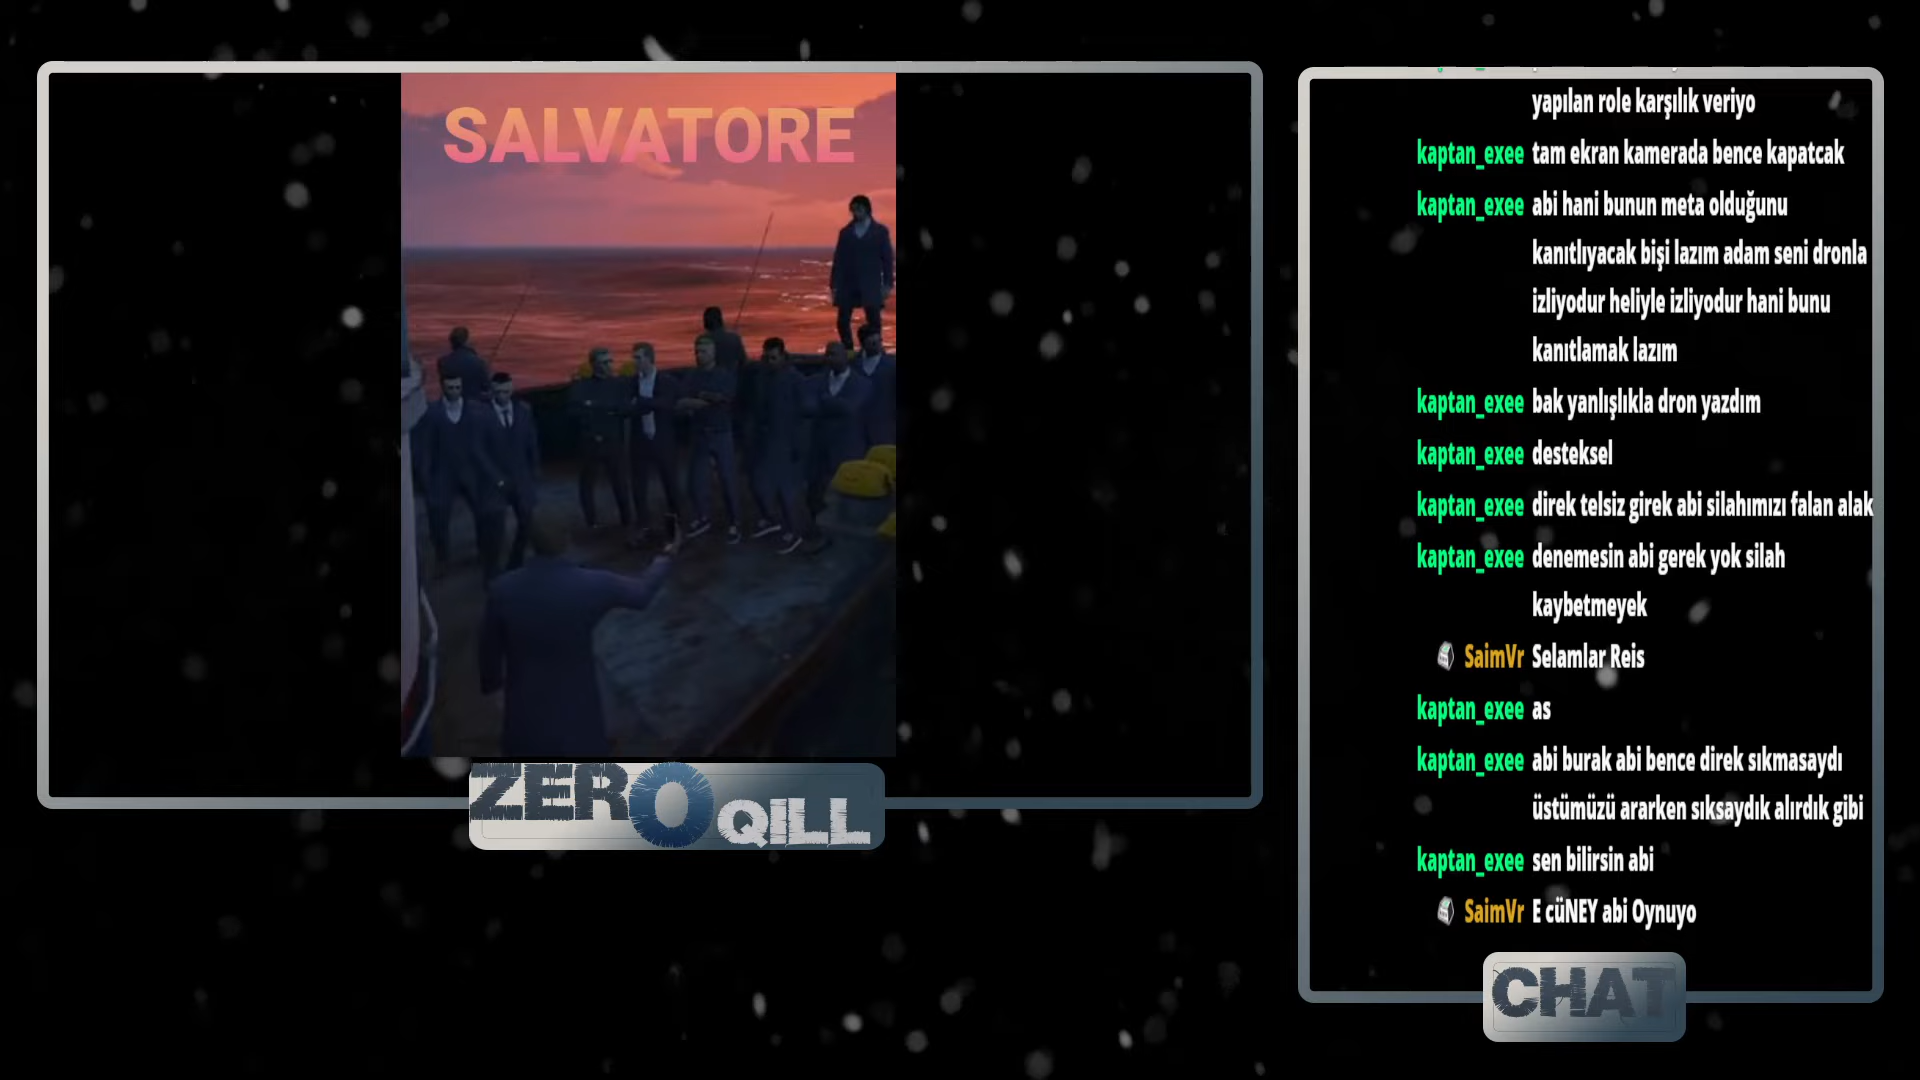 SALVATORE
ZERO QILL
yapılan role karşılık veriyo
kaptan_exee tam ekran kamerada bence kapatcak
kaptan_exee abi hani bunun meta olduğunu
kanıtlıyacak bişi lazım adam seni dronla
izliyodur heliyle izliyodur hani bunu
kanıtlamak lazım
kaptan_exee bak yanlışlıkla dron yazdım
kaptan_exee desteksel
kaptan_exee direk telsiz girek abi silahımızı falan alak
kaptan_exee denemesin abi gerek yok silah
kaybetmeyek
SaimVr Selamlar Reis
kaptan_exee as
kaptan_exee abi burak abi bence direk sıkmasaydı
üstümüzü ararken sıksaydık alırdık gibi
kaptan_exee sen bilirsin abi
SaimVr E cüNEY abi Oynuyo
CHAT